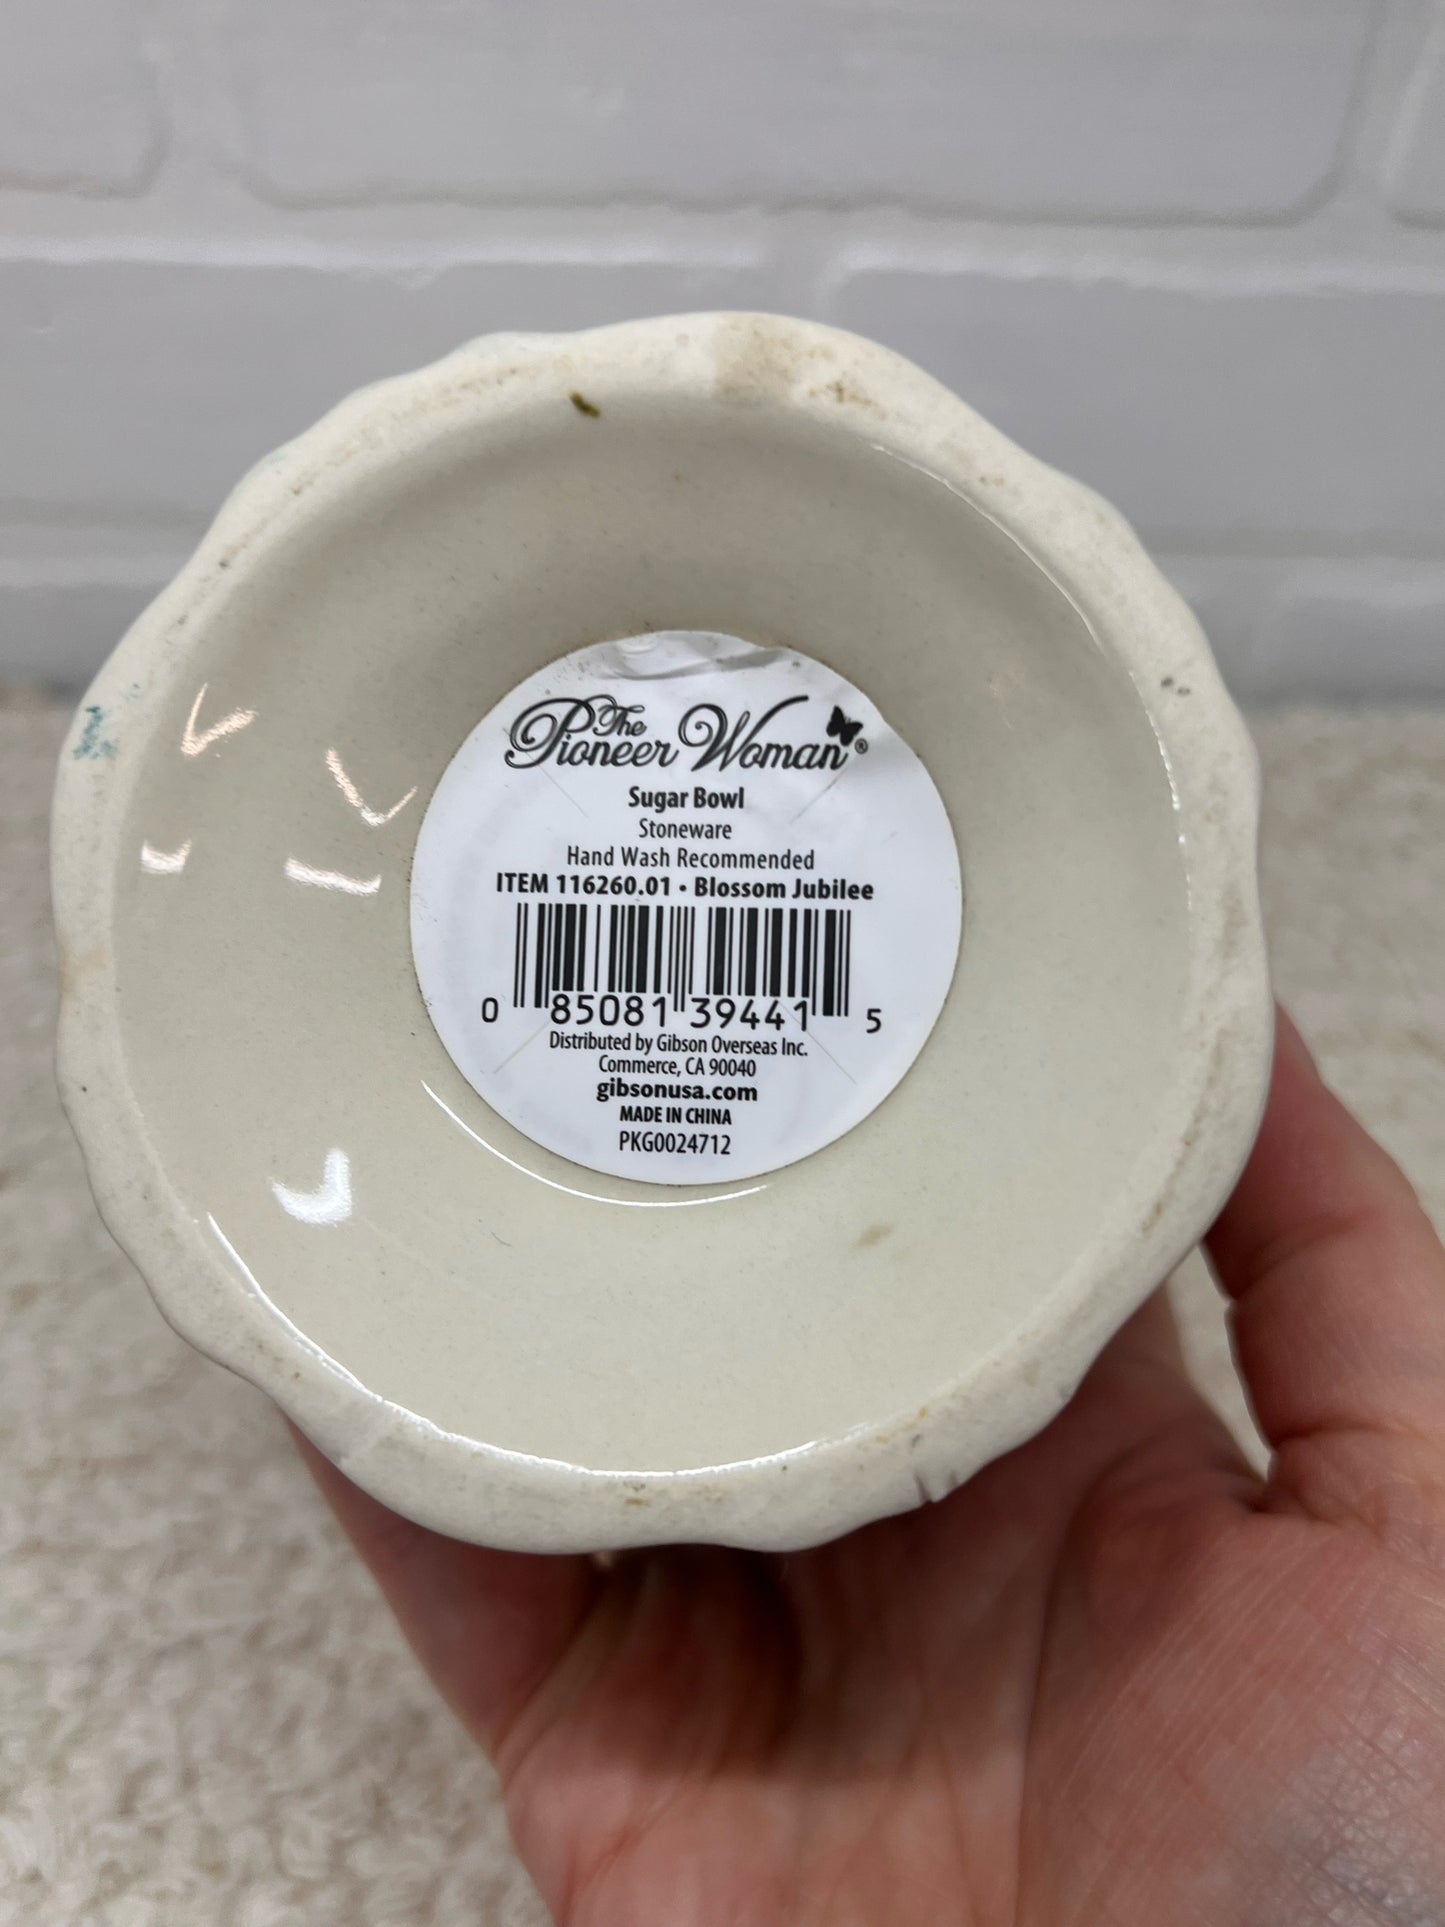 The Pioneer Woman®
Sugar Bowl
Stoneware
Hand Wash Recommended
ITEM 116260.01 • Blossom Jubilee
0 85081 39441 5
Distributed by Gibson Overseas Inc.
Commerce, CA 90040
gibsonusa.com
MADE IN CHINA
PKG0024712